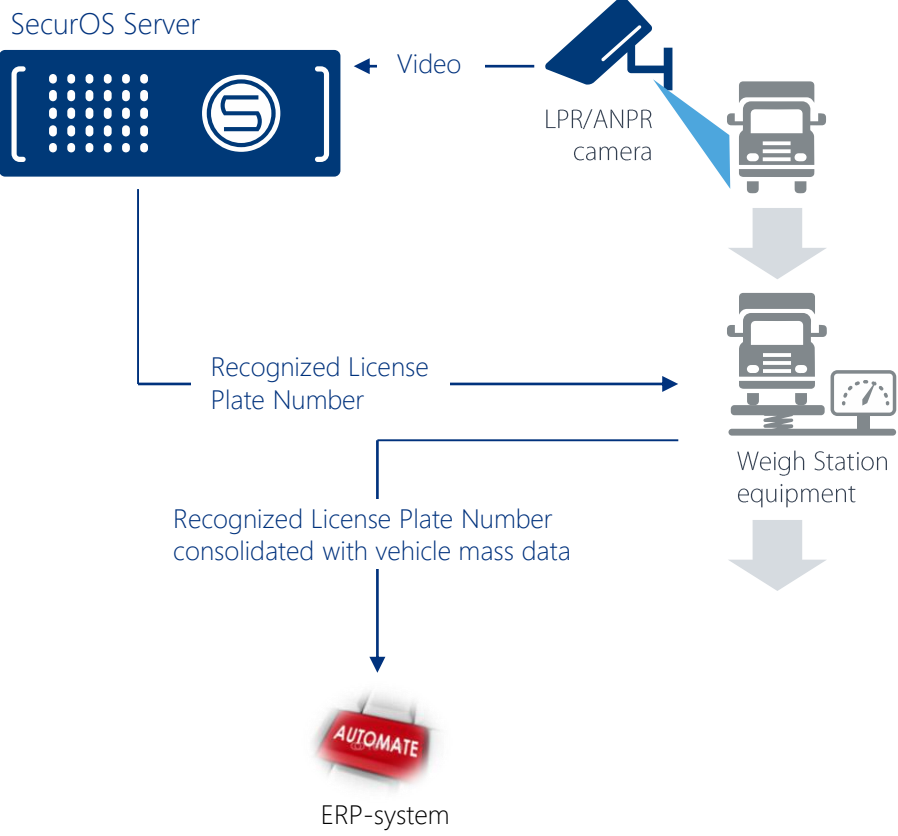 SecurOS Server
Video
LPR/ANPR
camera
Recognized License
Plate Number
Weigh Station
equipment
Recognized License Plate Number
consolidated with vehicle mass data
AUTOMATE
ERP-system